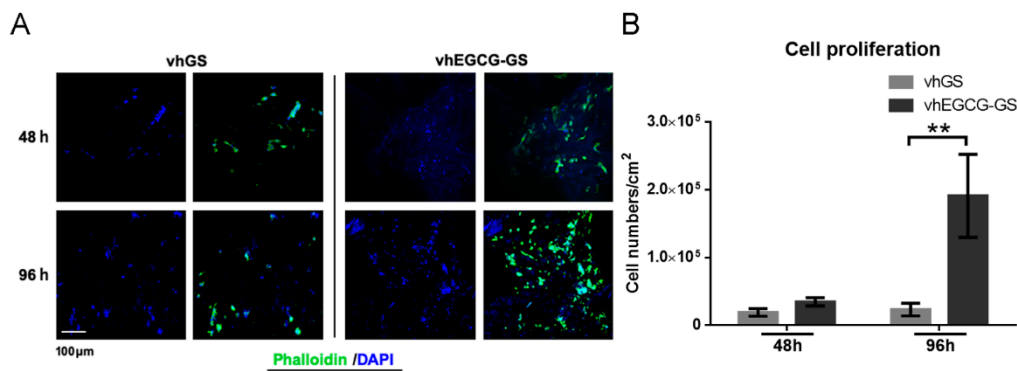 A
vhGS
vhEGCG-GS
48 h
96 h
100μm
Phalloidin /DAPI
B
Cell proliferation
vhGS
vhEGCG-GS
Cell numbers/cm²
3.0×10⁵
2.0×10⁵
1.0×10⁵
0
**
48h
96h